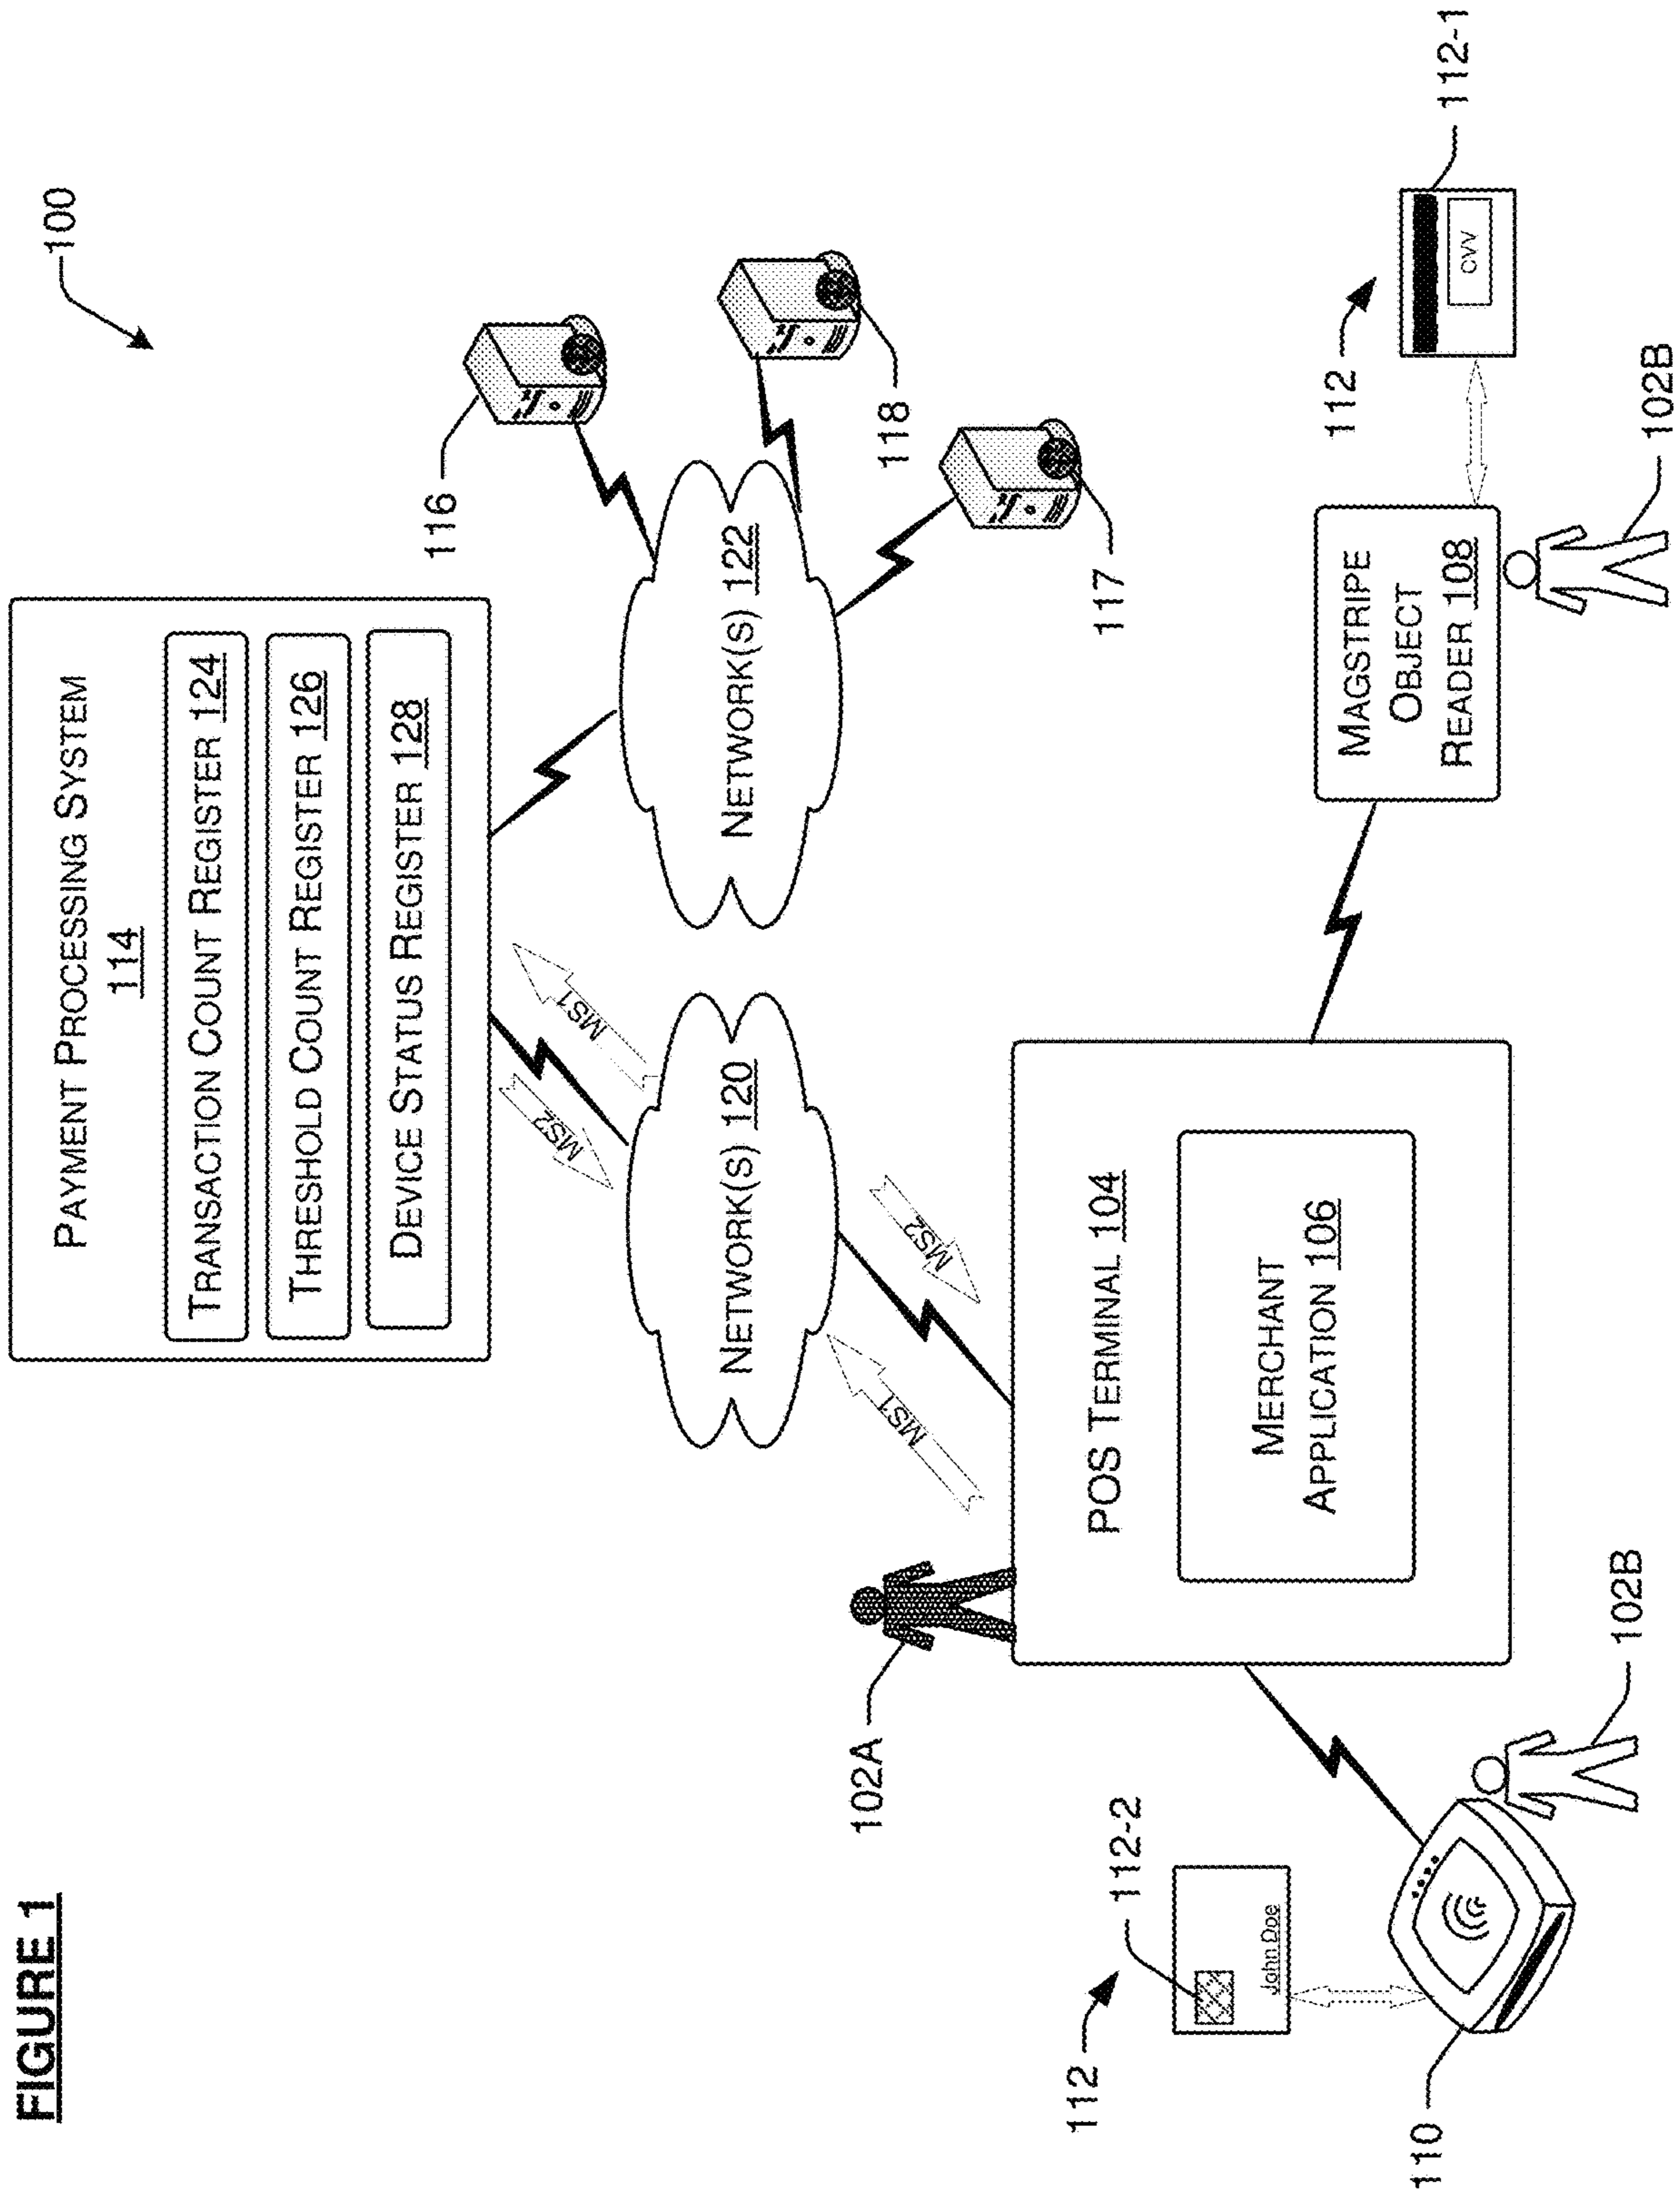 FIGURE 1
100
PAYMENT PROCESSING SYSTEM
114
TRANSACTION COUNT REGISTER 124
THRESHOLD COUNT REGISTER 126
DEVICE STATUS REGISTER 128
116
118
117
MS2
MS1
NETWORK(S) 120
NETWORK(S) 122
MS1
MS2
102A
POS TERMINAL 104
MERCHANT
APPLICATION 106
112
112-2
John Doe
110
102B
MAGSTRIPE
OBJECT
READER 108
112
CVV
112-1
102B